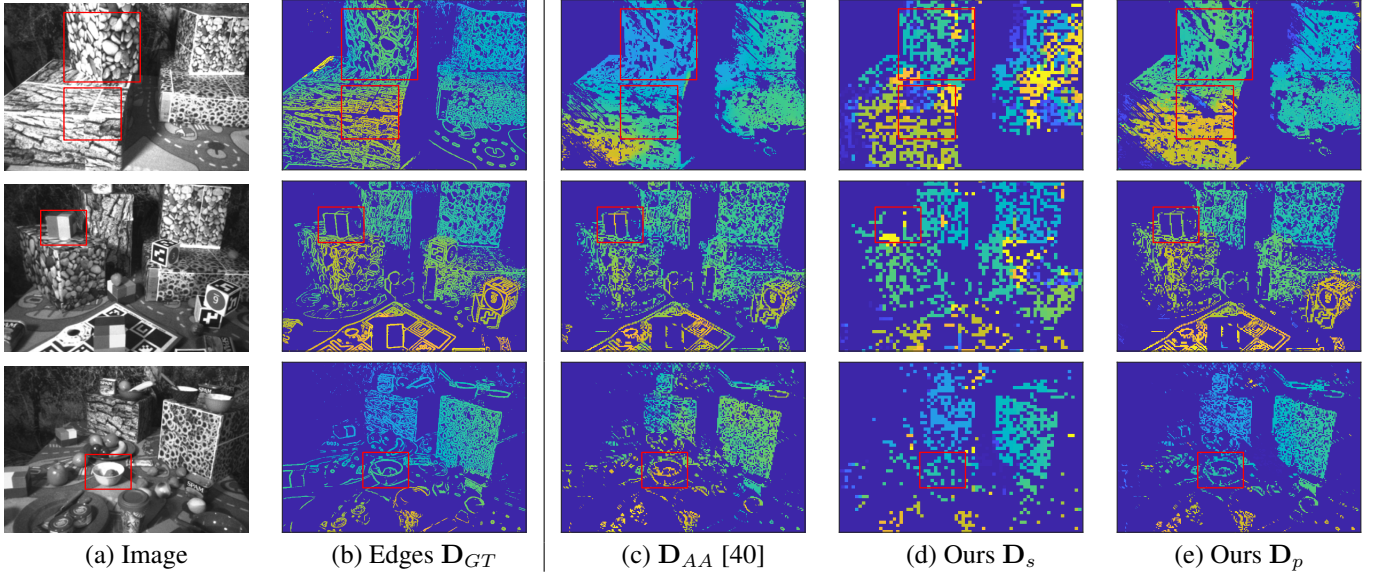 (a) Image
(b) Edges D_GT
(c) D_AA [40]
(d) Ours D_s
(e) Ours D_p